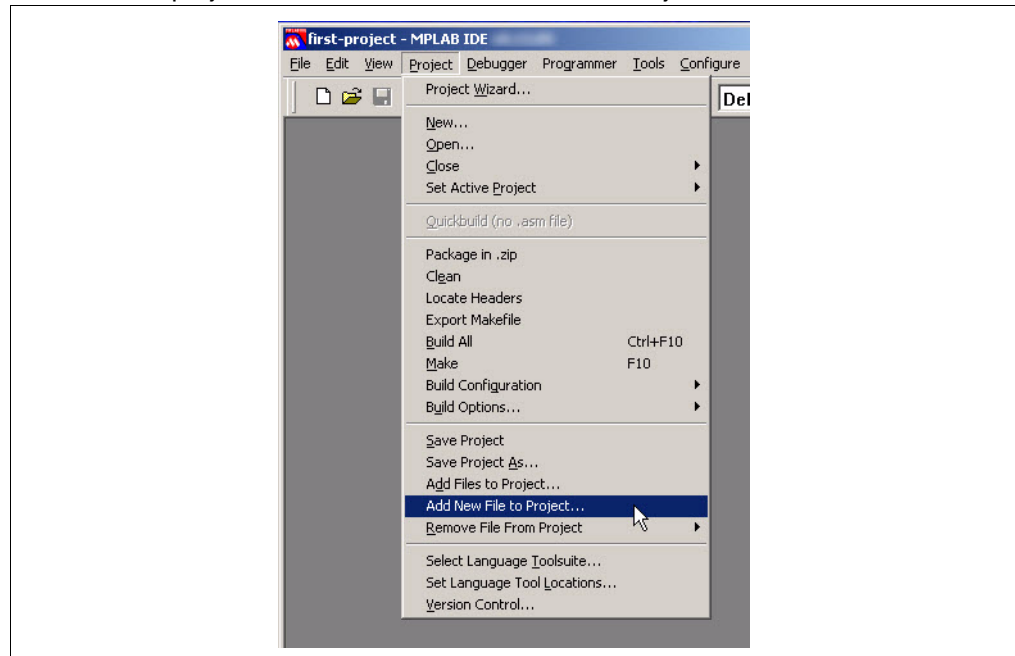 first-project - MPLAB IDE
File Edit View Project Debugger Programmer Tools Configure
Project Wizard...
New...
Open...
Close
Set Active Project
Quickbuild (no .asm file)
Package in .zip
Clean
Locate Headers
Export Makefile
Build All Ctrl+F10
Make F10
Build Configuration
Build Options...
Save Project
Save Project As...
Add Files to Project...
Add New File to Project...
Remove File From Project
Select Language Toolsuite...
Set Language Tool Locations...
Version Control...